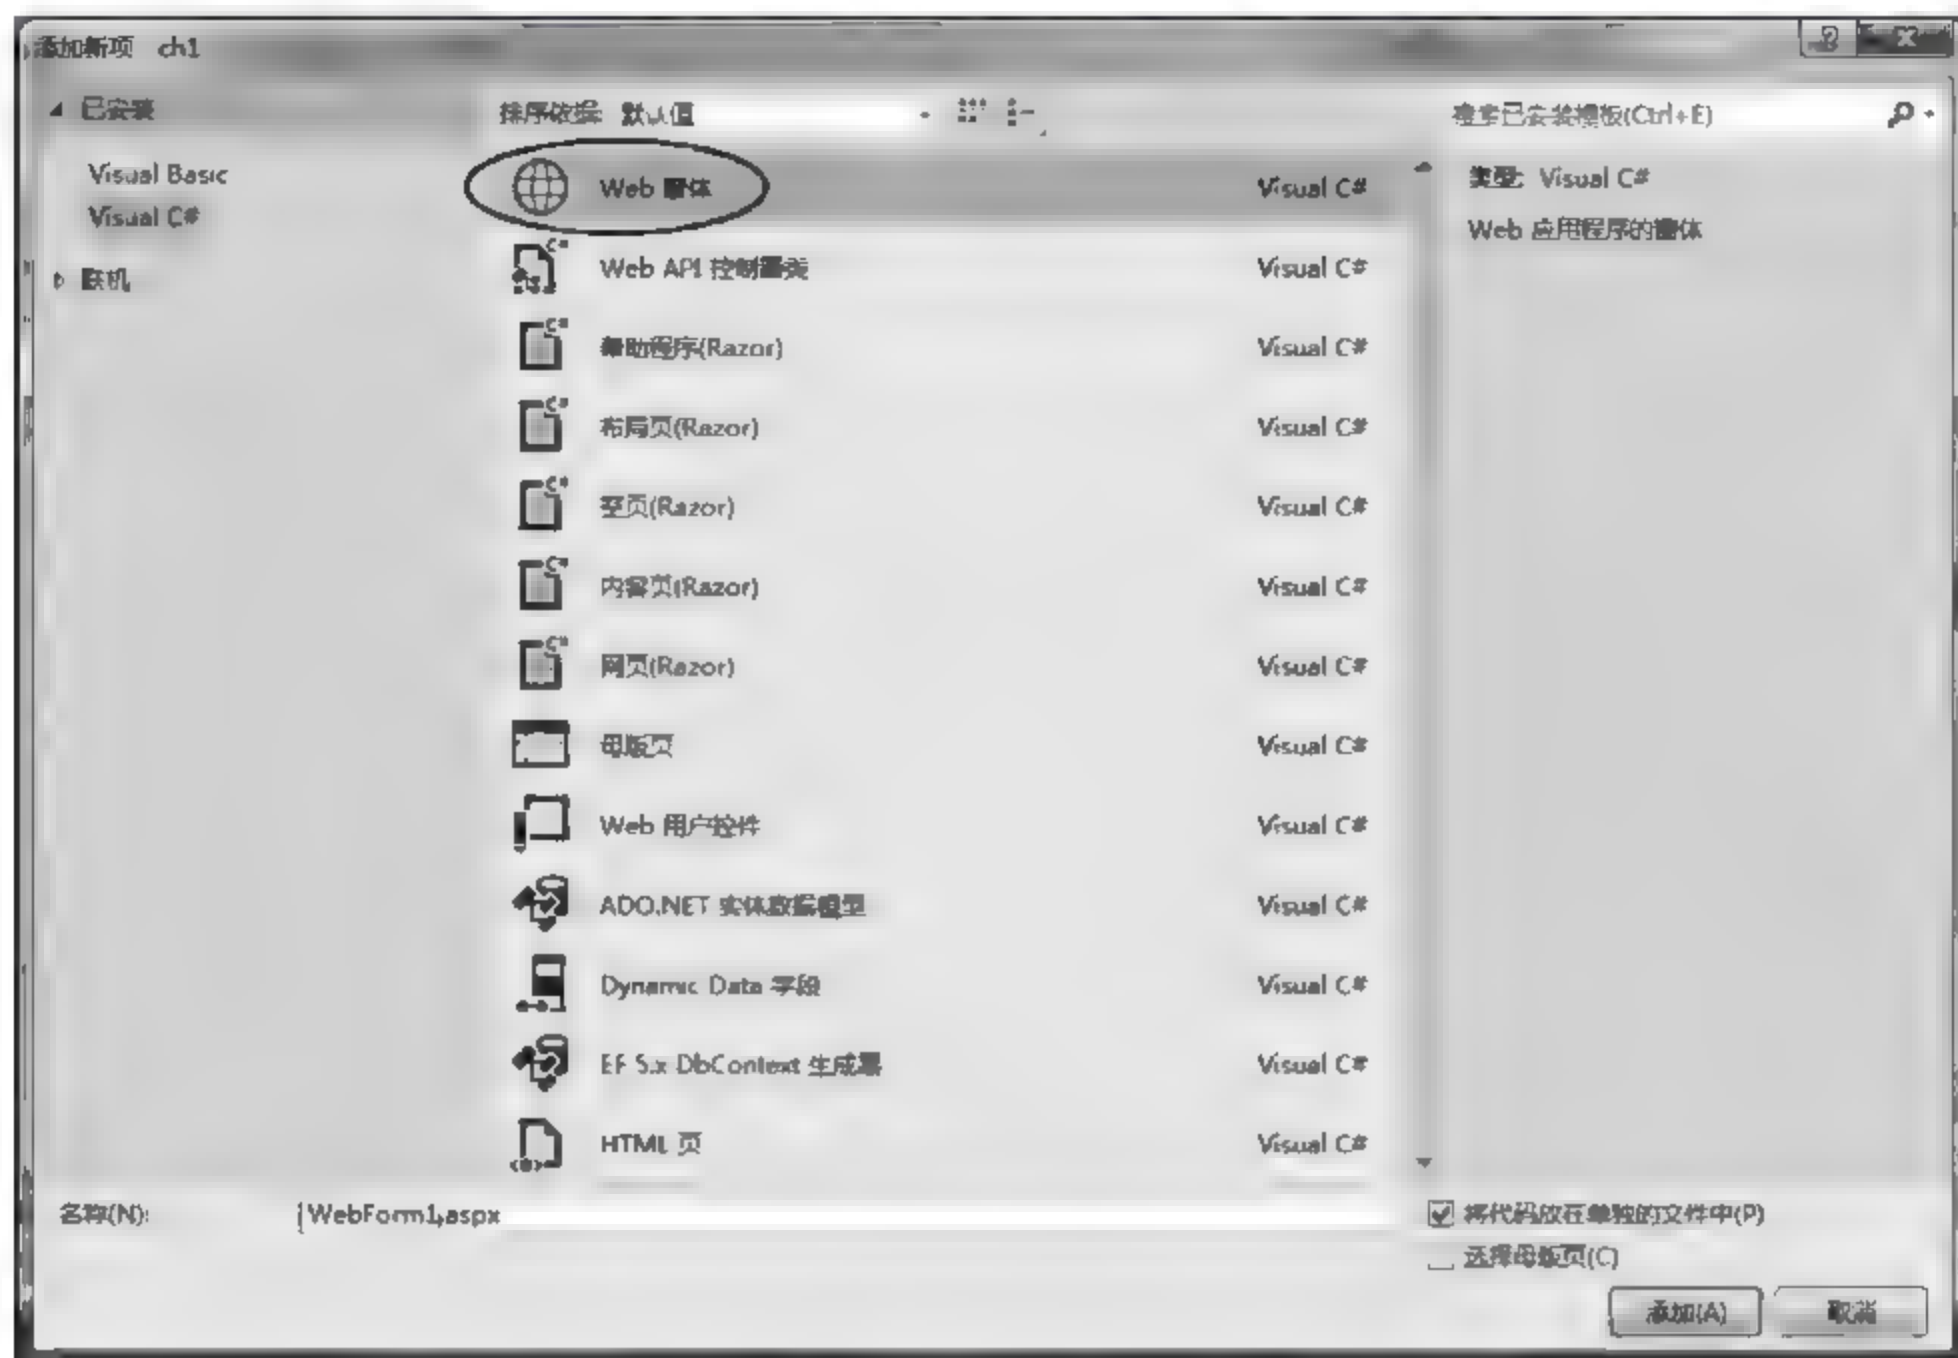 添加新项 ch1
已安装
Visual Basic
Visual C#
联机
排序依据: 默认值
Web 窗体 Visual C#
Web API 控制器类 Visual C#
帮助程序(Razor) Visual C#
布局页(Razor) Visual C#
空页(Razor) Visual C#
内容页(Razor) Visual C#
网页(Razor) Visual C#
母版页 Visual C#
Web 用户控件 Visual C#
ADO.NET 实体数据模型 Visual C#
Dynamic Data 字段 Visual C#
EF 5.x DbContext 生成器 Visual C#
HTML 页 Visual C#
搜索已安装模板(Ctrl+E)
类型: Visual C#
Web 应用程序的窗体
名称(N): WebForm1.aspx
将代码放在单独的文件中(P)
选择母版页(C)
添加(A) 取消